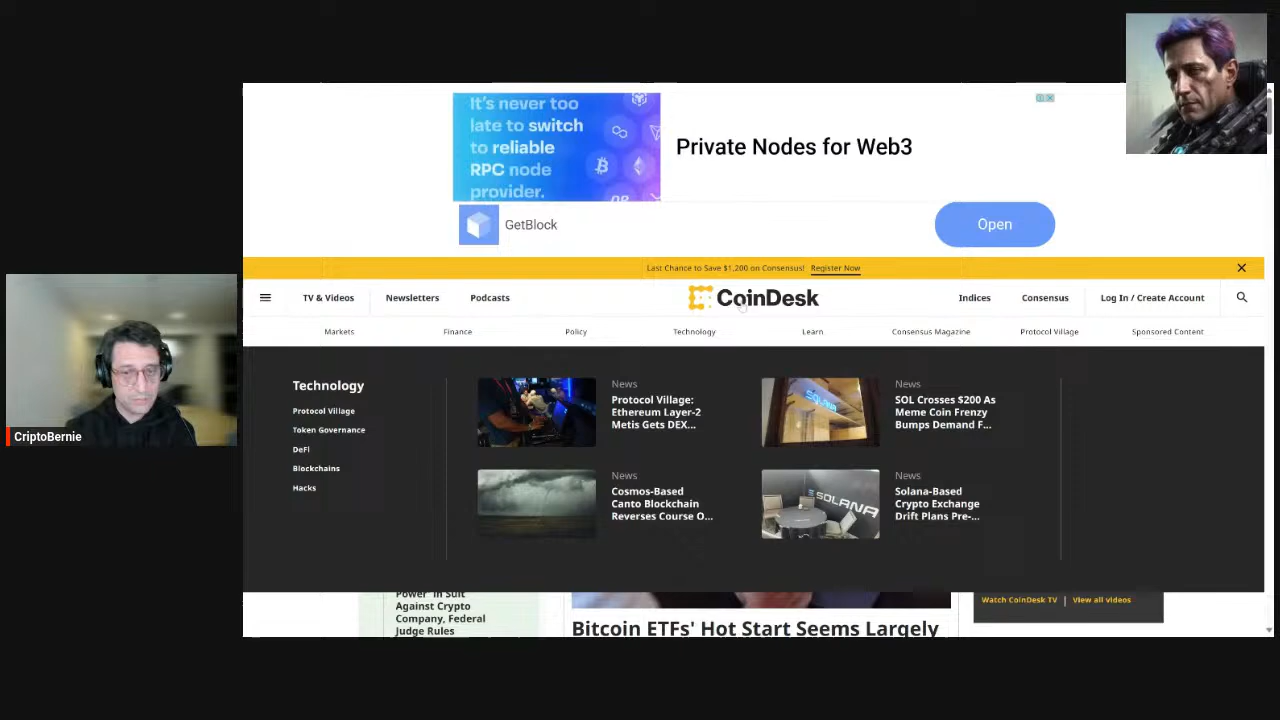 It's never too
late to switch
to reliable
RPC node
provider.
Private Nodes for Web3
GetBlock
Open
Last Chance to Save $1,200 on Consensus! Register Now
TV & Videos
Newsletters
Podcasts
CoinDesk
Indices
Consensus
Log In / Create Account
Markets
Finance
Policy
Technology
Learn
Consensus Magazine
Protocol Village
Sponsored Content
Technology
Protocol Village
Token Governance
DeFi
Blockchains
Hacks
News
Protocol Village:
Ethereum Layer-2
Metis Gets DEX...
News
SOL Crosses $200 As
Meme Coin Frenzy
Bumps Demand F...
News
Cosmos-Based
Canto Blockchain
Reverses Course O...
News
Solana-Based
Crypto Exchange
Drift Plans Pre-...
SOLANA
CriptoBernie
Power' in Suit
Against Crypto
Company, Federal
Judge Rules
Bitcoin ETFs' Hot Start Seems Largely
Watch CoinDesk TV | View all videos